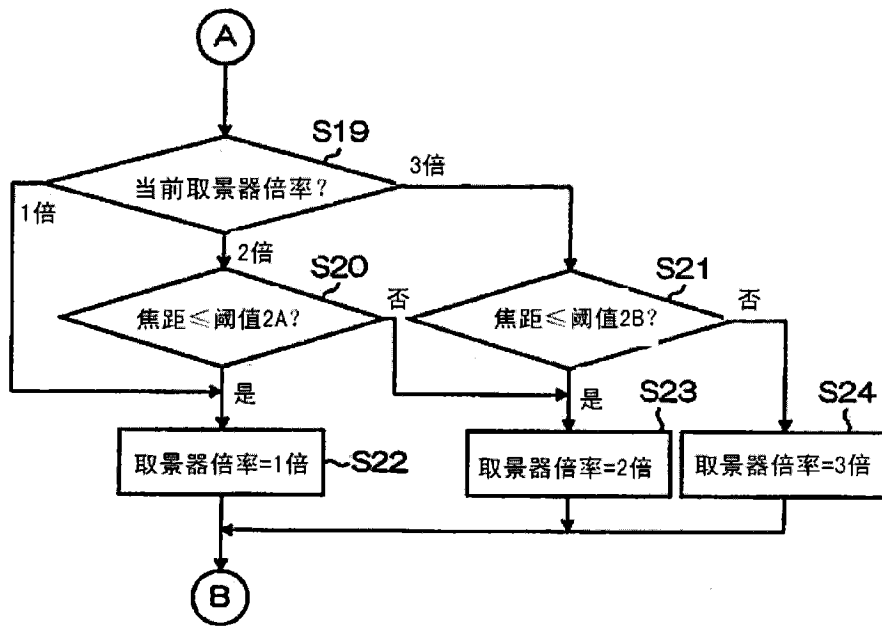 A
S19
当前取景器倍率?
3倍
1倍
2倍
S20
S21
焦距≦阈值2A?
否
焦距≦阈值2B?
否
是
是
S23
S24
取景器倍率=1倍
S22
取景器倍率=2倍
取景器倍率=3倍
B